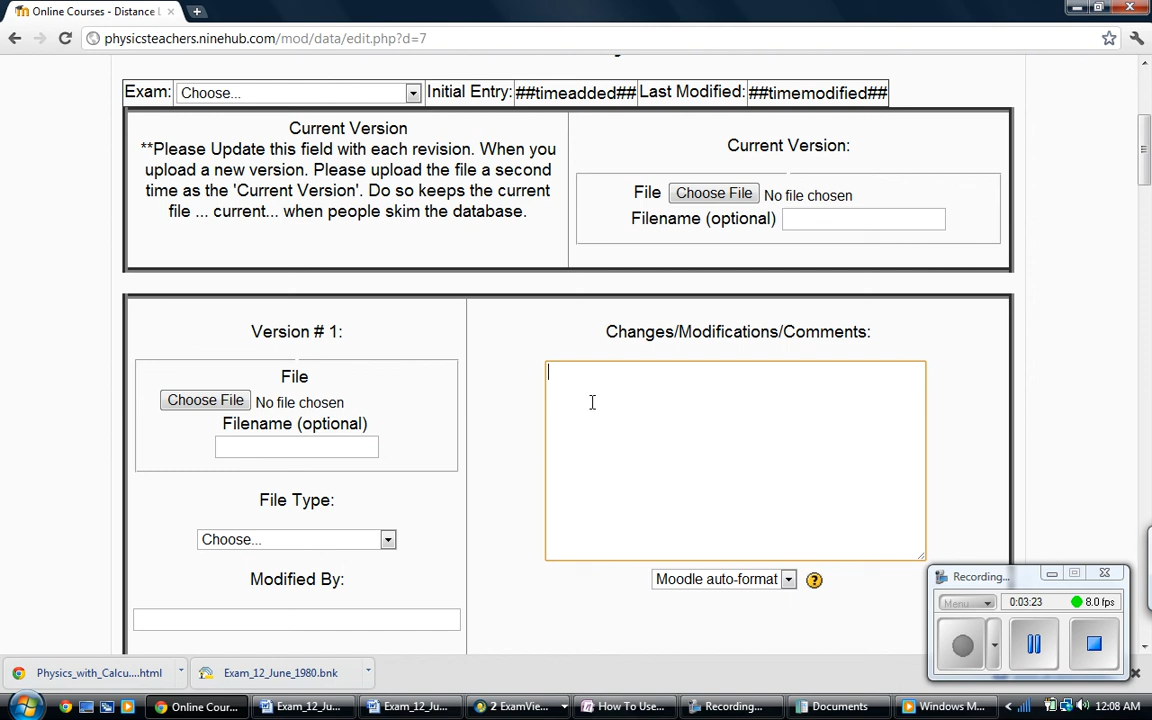 Online Courses - Distance L
physicsteachers.ninehub.com/mod/data/edit.php?d=7
Exam: Choose... Initial Entry: ##timeadded## Last Modified: ##timemodified##
Current Version
**Please Update this field with each revision. When you
upload a new version. Please upload the file a second
time as the 'Current Version'. Do so keeps the current
file ... current... when people skim the database.
Current Version:
File Choose File No file chosen
Filename (optional)
Version # 1:
File
Choose File No file chosen
Filename (optional)
File Type:
Choose...
Modified By:
Changes/Modifications/Comments:
Moodle auto-format ?
Recording...
Menu 0:03:23 8.0 fps
Physics_with_Calcu....html Exam_12_June_1980.bnk
Online Cour... Exam_12_Ju... Exam_12_Ju... 2 ExamVie... How To Use... Recording... Documents Windows M... 12:08 AM